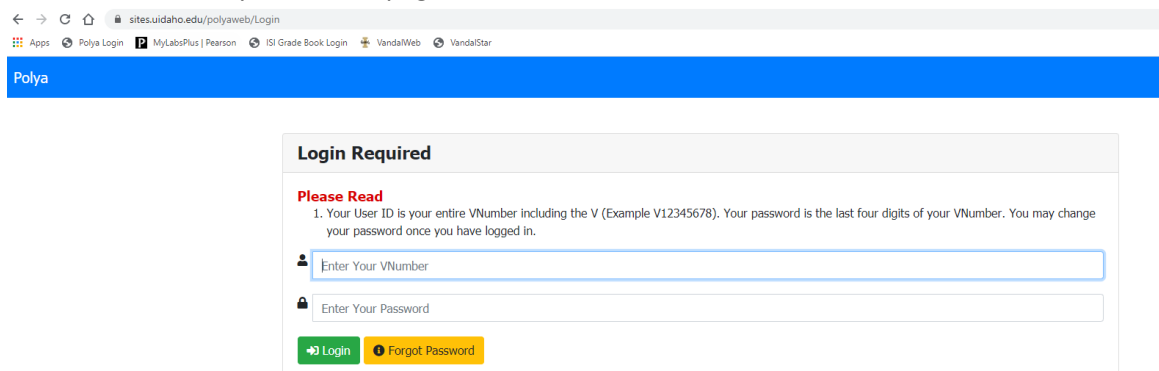 sites.uidaho.edu/polyaweb/Login
Apps Polya Login MyLabsPlus | Pearson ISI Grade Book Login VandalWeb VandalStar
Polya
Login Required
Please Read
1. Your User ID is your entire VNumber including the V (Example V12345678). Your password is the last four digits of your VNumber. You may change
your password once you have logged in.
Enter Your VNumber
Enter Your Password
Login Forgot Password